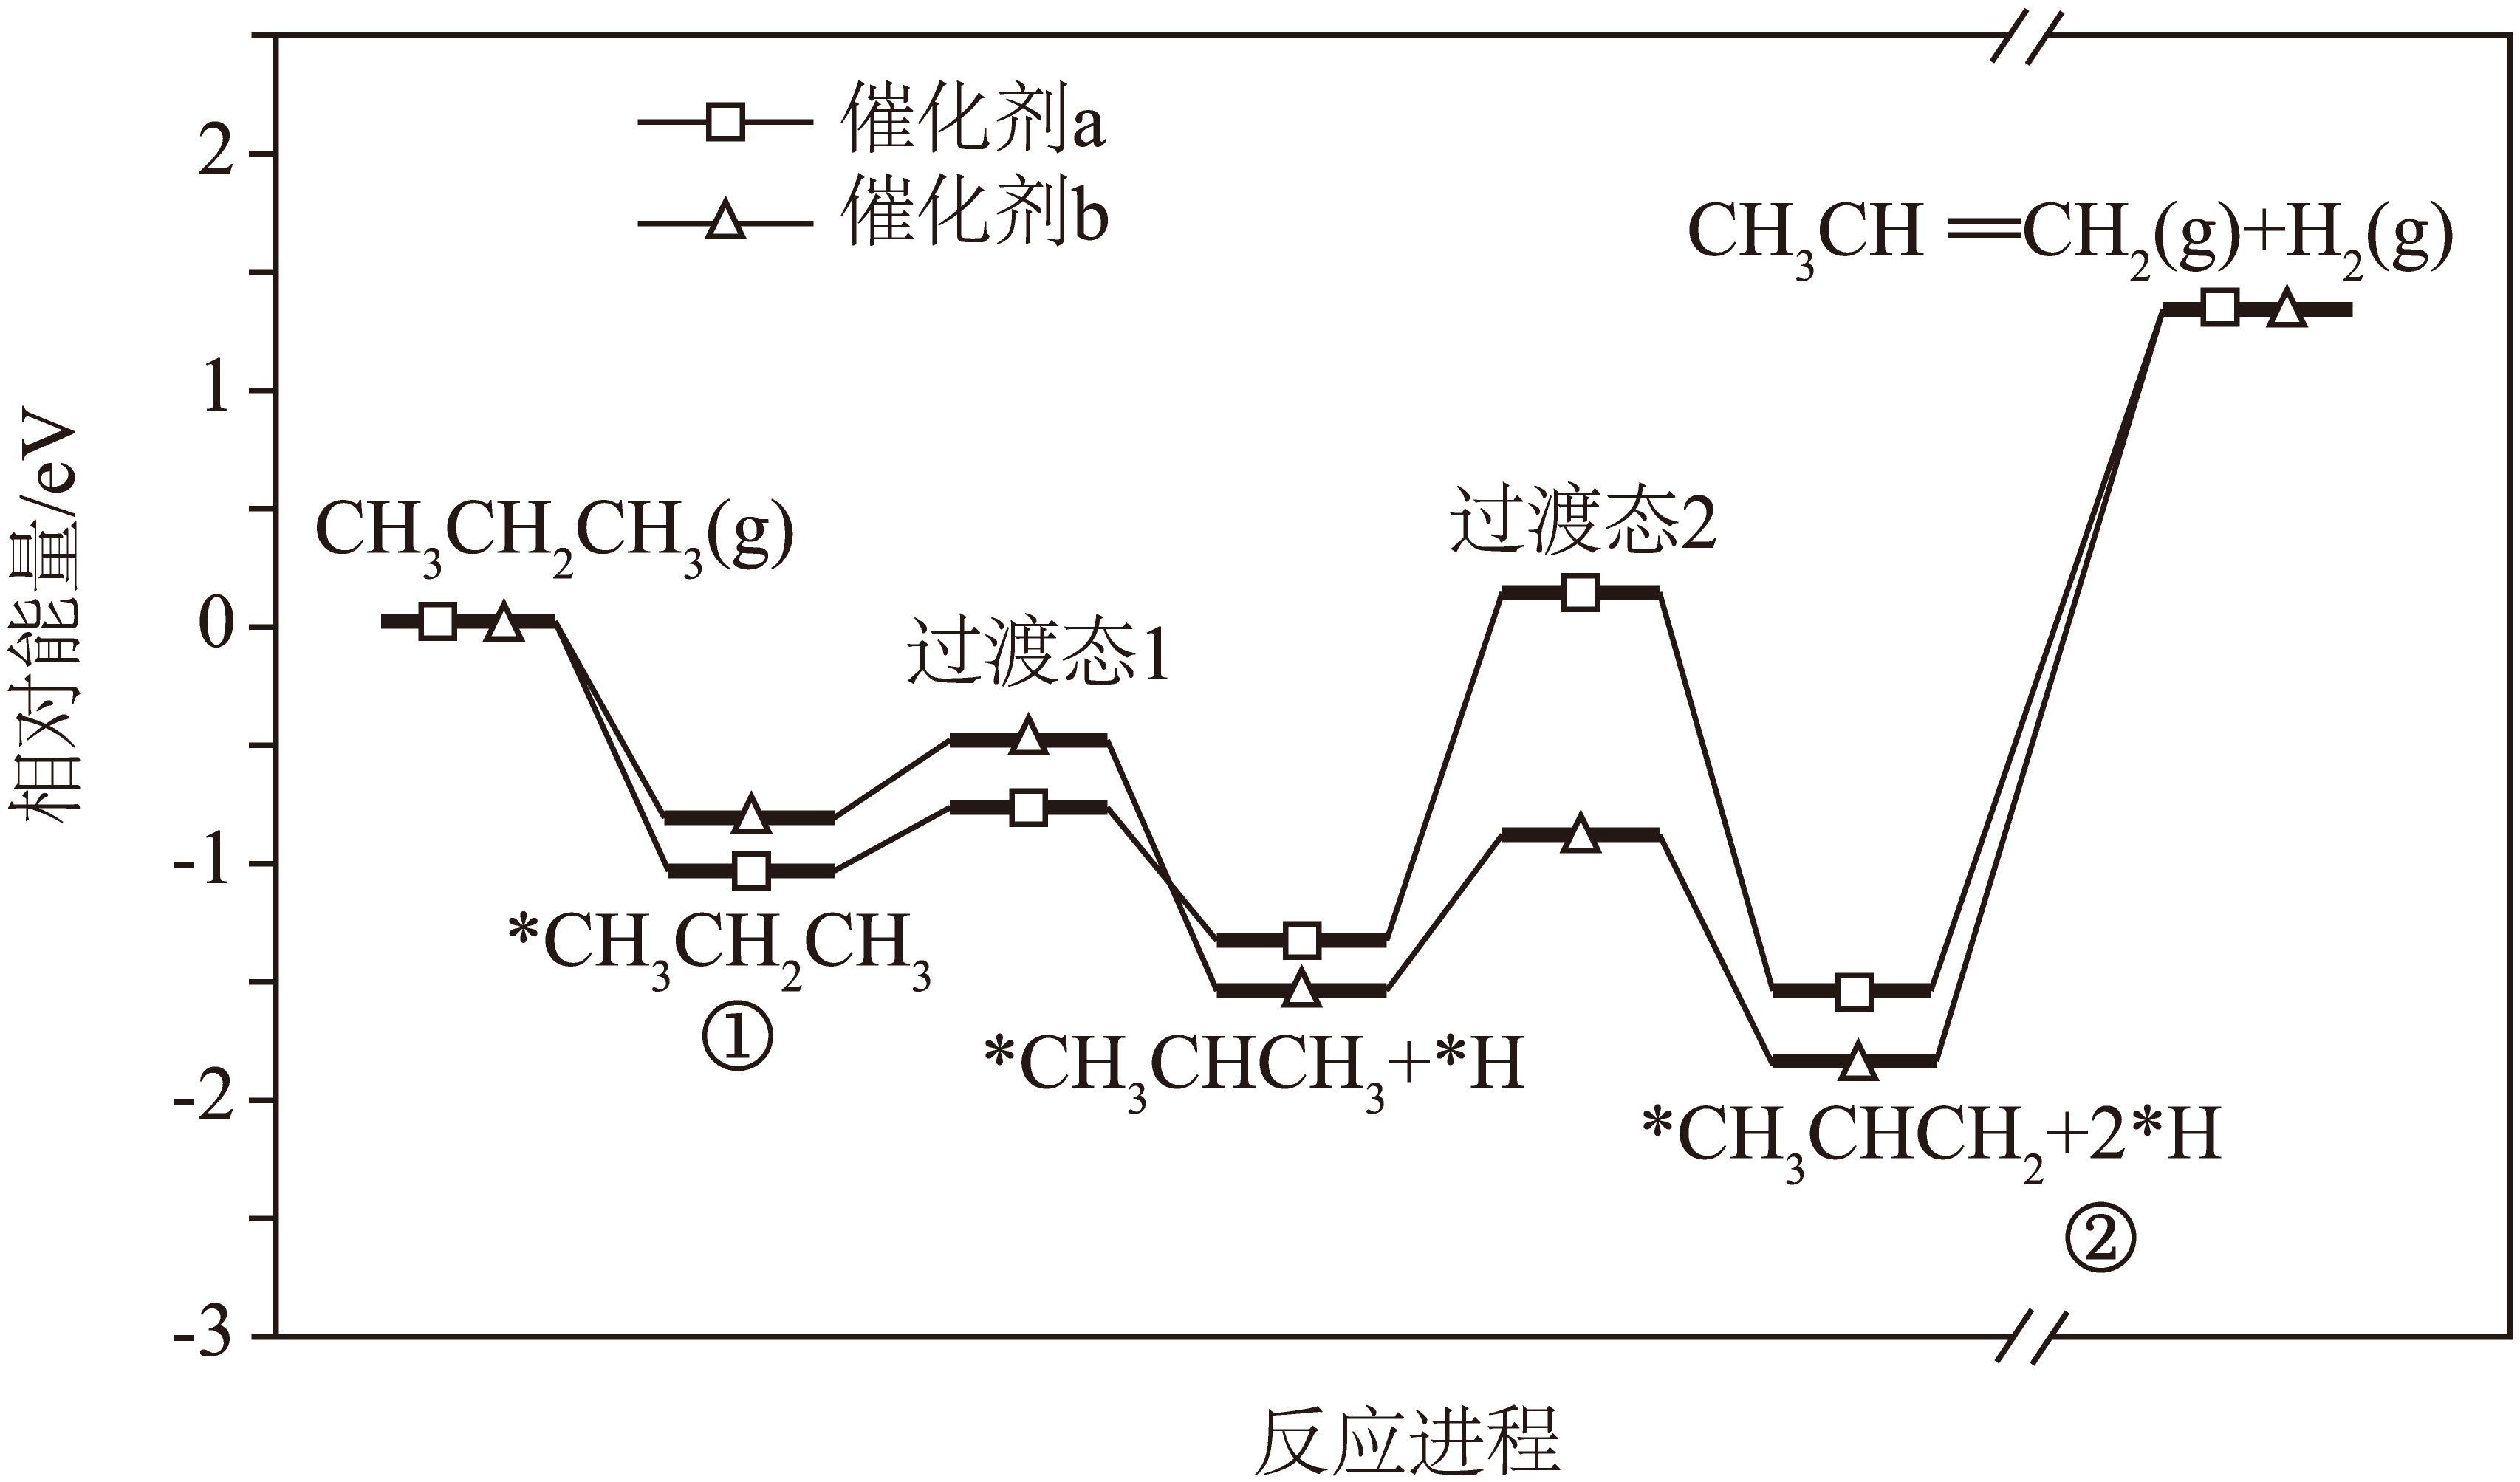 催化剂a
催化剂b
2
1
0
-1
-2
-3
相对能量/eV
CH₃CH═CH₂(g)+H₂(g)
CH₃CH₂CH₃(g)
过渡态2
过渡态1
*CH₃CH₂CH₃
①
*CH₃CHCH₃+*H
*CH₃CHCH₂+2*H
②
反应进程